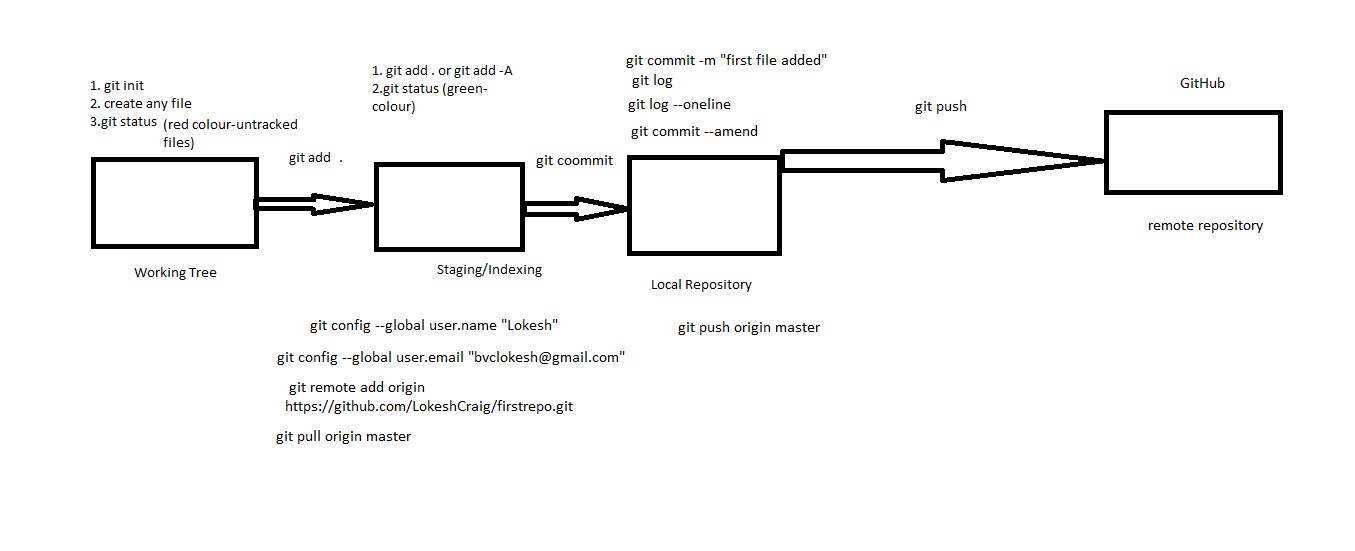 1. git init
2. create any file
3.git status (red colour-untracked
files)
git add .
1. git add . or git add -A
2.git status (green-
colour)
git coommit
git commit -m "first file added"
git log
git log --oneline
git commit --amend
git push
GitHub
Working Tree
Staging/Indexing
Local Repository
remote repository
git config --global user.name "Lokesh"
git config --global user.email "bvclokesh@gmail.com"
git remote add origin
https://github.com/LokeshCraig/firstrepo.git
git pull origin master
git push origin master